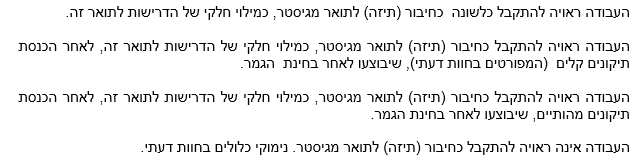 העבודה ראויה להתקבל כלשונה כחיבור (תיזה) לתואר מגיסטר, כמילוי חלקי של הדרישות לתואר זה.
העבודה ראויה להתקבל כחיבור (תיזה) לתואר מגיסטר, כמילוי חלקי של הדרישות לתואר זה, לאחר הכנסת
תיקונים קלים (המפורטים בחוות דעתי), שיבוצעו לאחר בחינת הגמר.
העבודה ראויה להתקבל כחיבור (תיזה) לתואר מגיסטר, כמילוי חלקי של הדרישות לתואר זה, לאחר הכנסת
תיקונים מהותיים, שיבוצעו לאחר בחינת הגמר.
העבודה אינה ראויה להתקבל כחיבור (תיזה) לתואר מגיסטר. נימוקי כלולים בחוות דעתי.